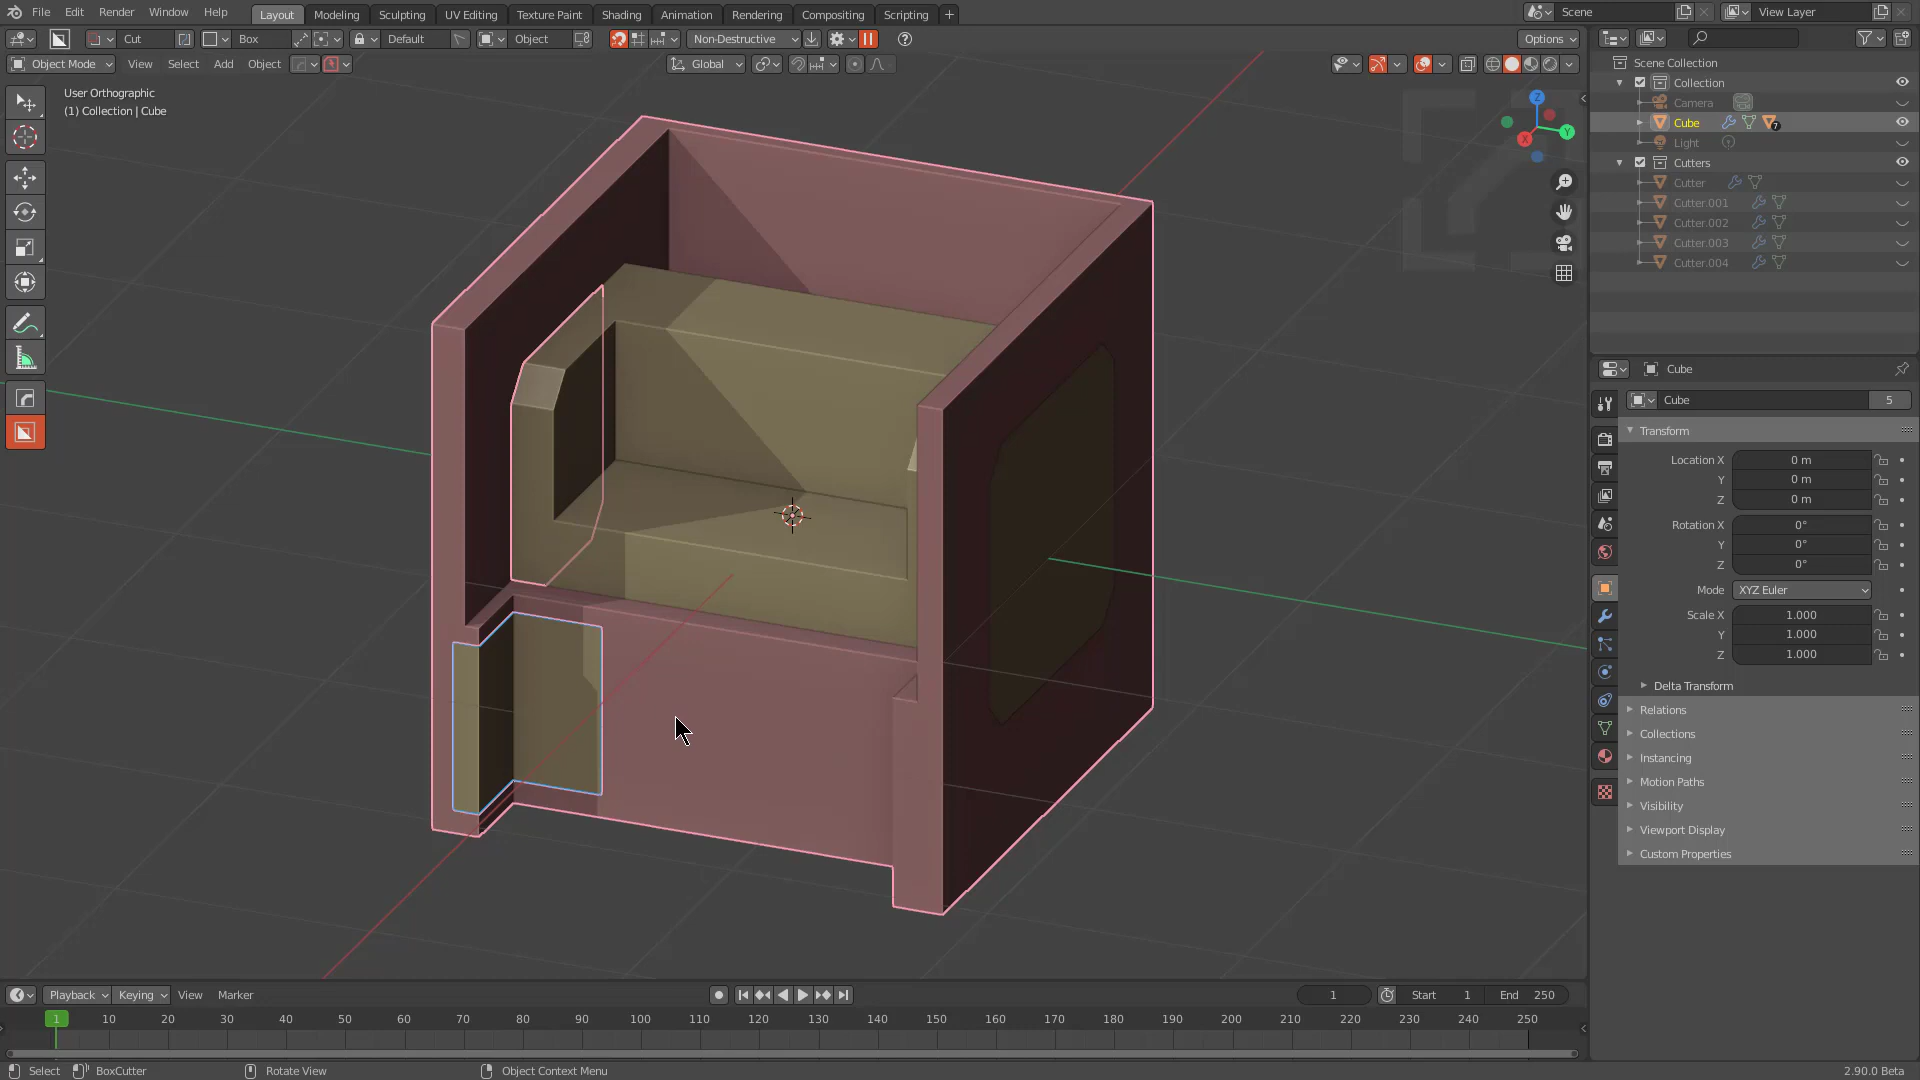 File Edit Render Window Help Layout Modeling Sculpting UV Editing Texture Paint Shading Animation Rendering Compositing Scripting + Scene View Layer
Cut Box Default Object Non-Destructive Options
Object Mode View Select Add Object Global
User Orthographic
(1) Collection | Cube
Z
Y
X
Scene Collection
Collection
Camera
Cube 7
Light
Cutters
Cutter
Cutter.001
Cutter.002
Cutter.003
Cutter.004
Cube
Cube 5
Transform
Location X 0 m
Y 0 m
Z 0 m
Rotation X 0°
Y 0°
Z 0°
Mode XYZ Euler
Scale X 1.000
Y 1.000
Z 1.000
Delta Transform
Relations
Collections
Instancing
Motion Paths
Visibility
Viewport Display
Custom Properties
Playback Keying View Marker 1 Start 1 End 250
1 10 20 30 40 50 60 70 80 90 100 110 120 130 140 150 160 170 180 190 200 210 220 230 240 250
Select BoxCutter Rotate View Object Context Menu 2.90.0 Beta